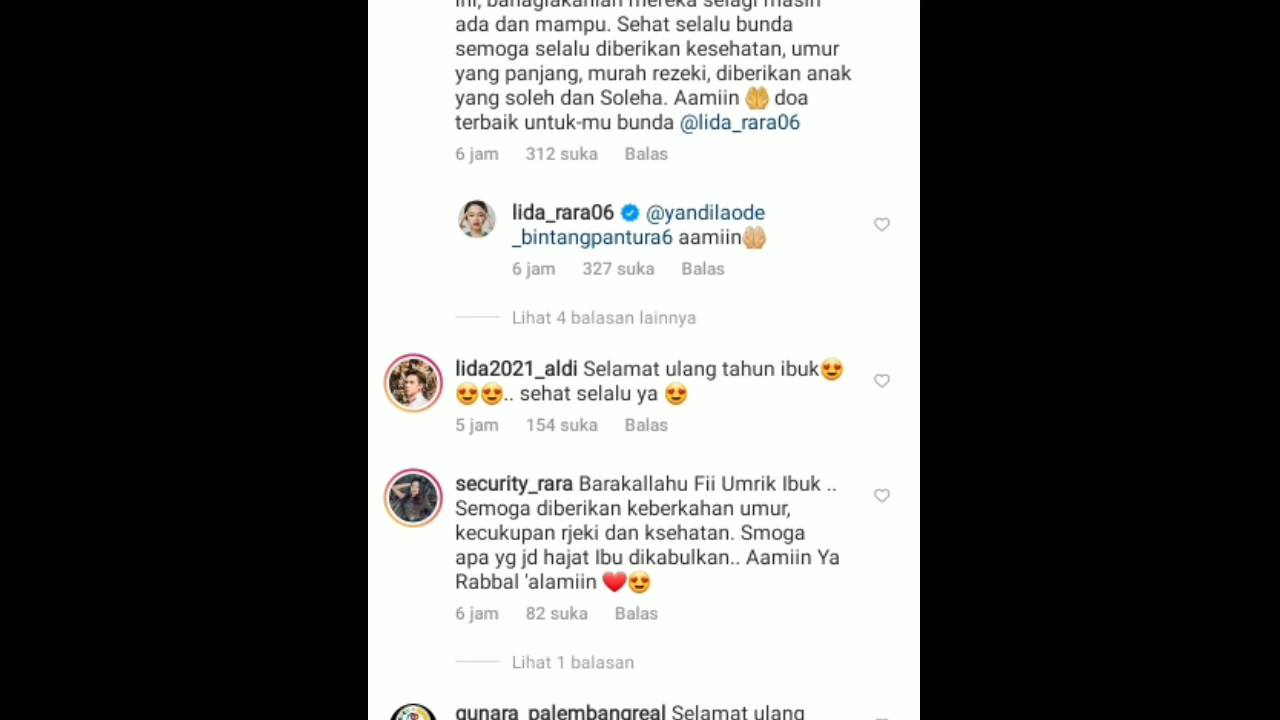 ini, bahagiakanlah mereka selagi masih
ada dan mampu. Sehat selalu bunda
semoga selalu diberikan kesehatan, umur
yang panjang, murah rezeki, diberikan anak
yang soleh dan Soleha. Aamiin 🤲 doa
terbaik untuk-mu bunda @lida_rara06
6 jam 312 suka Balas
lida_rara06 @yandilaode
_bintangpantura6 aamiin🤲🏻
6 jam 327 suka Balas
Lihat 4 balasan lainnya
lida2021_aldi Selamat ulang tahun ibuk😍
😍😍.. sehat selalu ya 😍
5 jam 154 suka Balas
security_rara Barakallahu Fii Umrik Ibuk ..
Semoga diberikan keberkahan umur,
kecukupan rjeki dan ksehatan. Smoga
apa yg jd hajat Ibu dikabulkan.. Aamiin Ya
Rabbal 'alamiin ❤️😍
6 jam 82 suka Balas
Lihat 1 balasan
gunara_palembangreal Selamat ulang